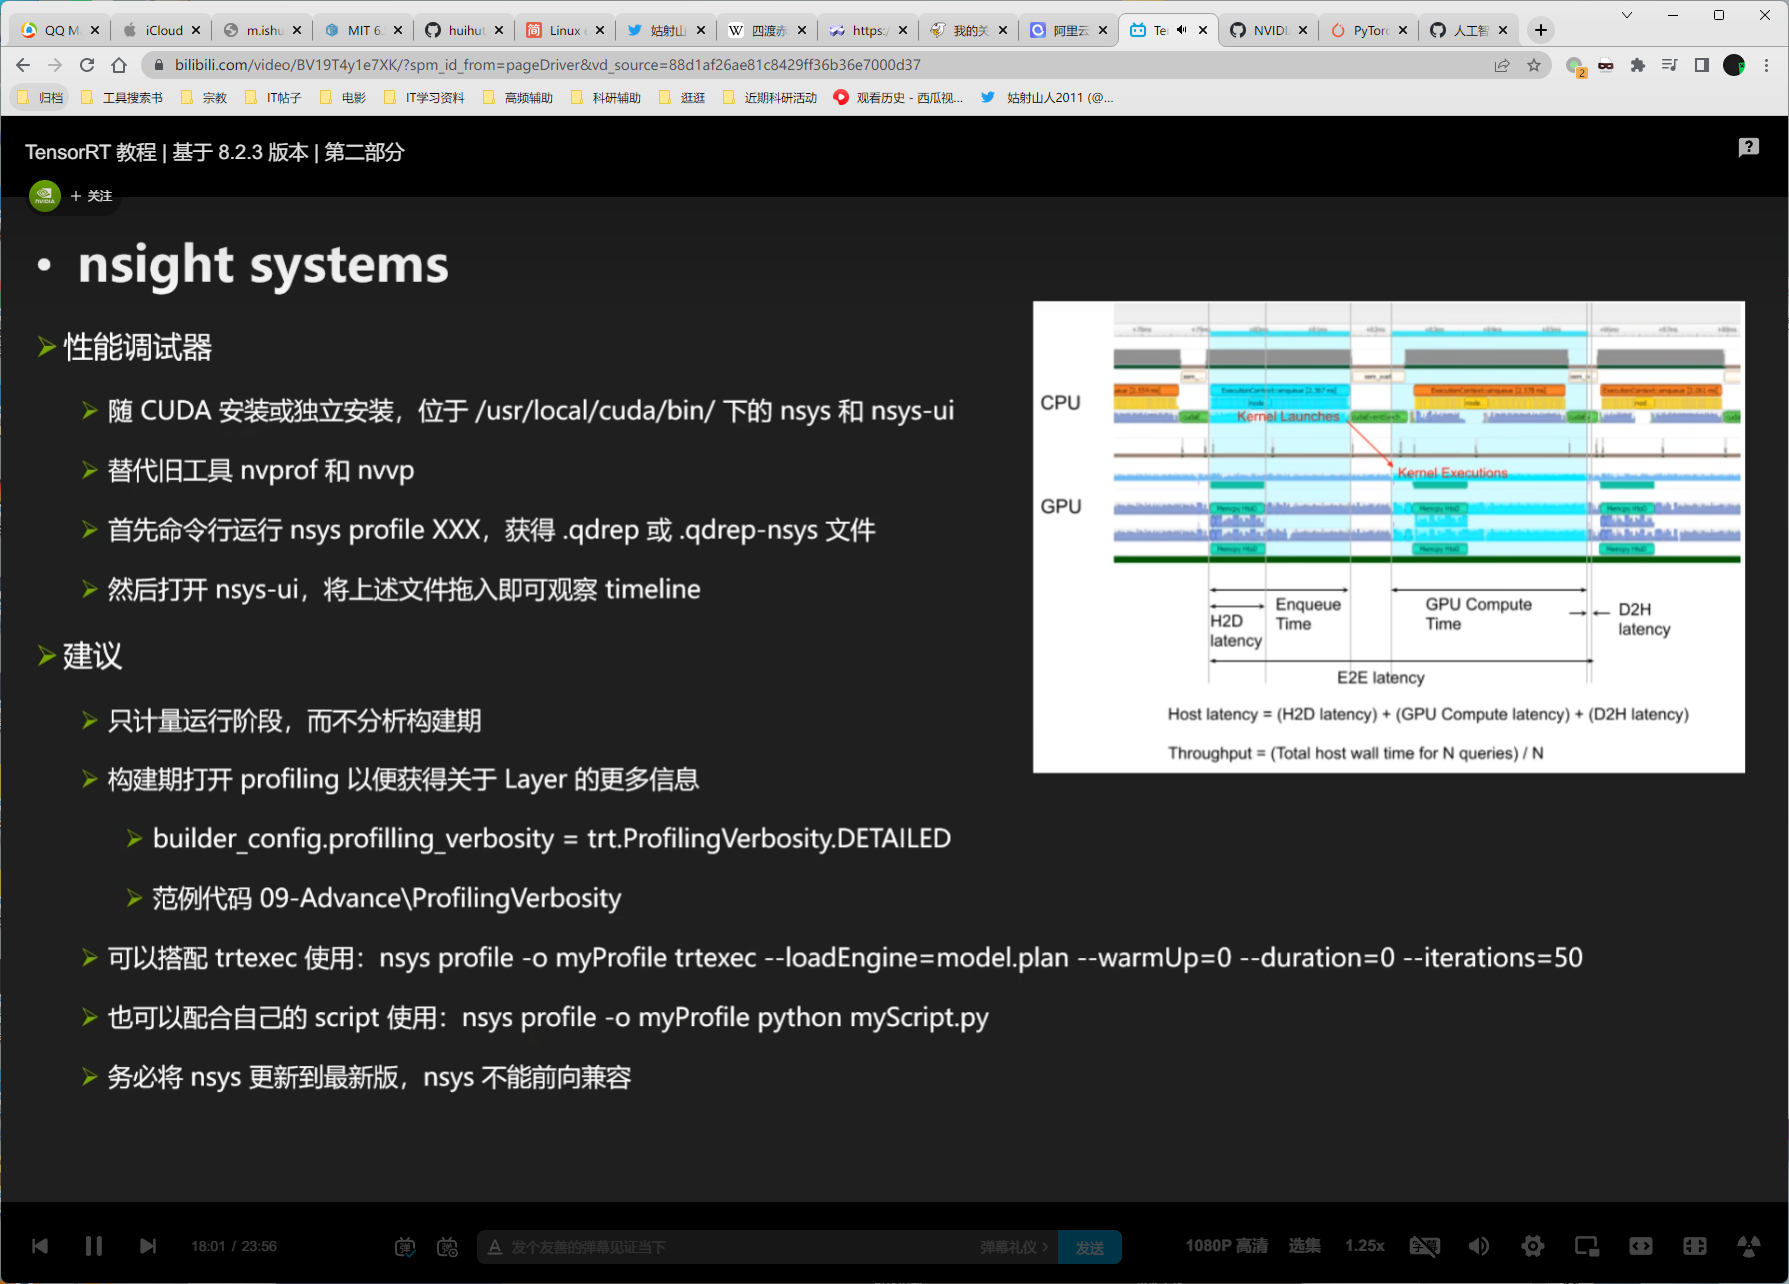 QQ M
iCloud
m.ishu
MIT 6.
huihut
Linux
姑射山
四渡赤
https:/
我的关
阿里云
Te
NVIDI
PyTorc
人工智
bilibili.com/video/BV19T4y1e7XK/?spm_id_from=pageDriver&vd_source=88d1af26ae81c8429ff36b36e7000d37
2
归档
工具搜索书
宗教
IT帖子
电影
IT学习资料
高频辅助
科研辅助
逛逛
近期科研活动
观看历史 - 西瓜视...
姑射山人2011 (@...
TensorRT 教程 | 基于 8.2.3 版本 | 第二部分
+ 关注
• nsight systems
性能调试器
随 CUDA 安装或独立安装，位于 /usr/local/cuda/bin/ 下的 nsys 和 nsys-ui
替代旧工具 nvprof 和 nvvp
首先命令行运行 nsys profile XXX，获得 .qdrep 或 .qdrep-nsys 文件
然后打开 nsys-ui，将上述文件拖入即可观察 timeline
建议
只计量运行阶段，而不分析构建期
构建期打开 profiling 以便获得关于 Layer 的更多信息
builder_config.profilling_verbosity = trt.ProfilingVerbosity.DETAILED
范例代码 09-Advance\ProfilingVerbosity
可以搭配 trtexec 使用：nsys profile -o myProfile trtexec --loadEngine=model.plan --warmUp=0 --duration=0 --iterations=50
也可以配合自己的 script 使用：nsys profile -o myProfile python myScript.py
务必将 nsys 更新到最新版，nsys 不能前向兼容
CPU
Kernel Launches
Kernel Executions
GPU
Memcpy HtoD
Memcpy HtoD
Memcpy HtoD
Memcpy HtoD
Memcpy HtoD
Memcpy HtoD
H2D latency
Enqueue Time
GPU Compute Time
D2H latency
E2E latency
Host latency = (H2D latency) + (GPU Compute latency) + (D2H latency)
Throughput = (Total host wall time for N queries) / N
18:01 / 23:56
发个友善的弹幕见证当下
弹幕礼仪 >
发送
1080P 高清
选集
1.25x